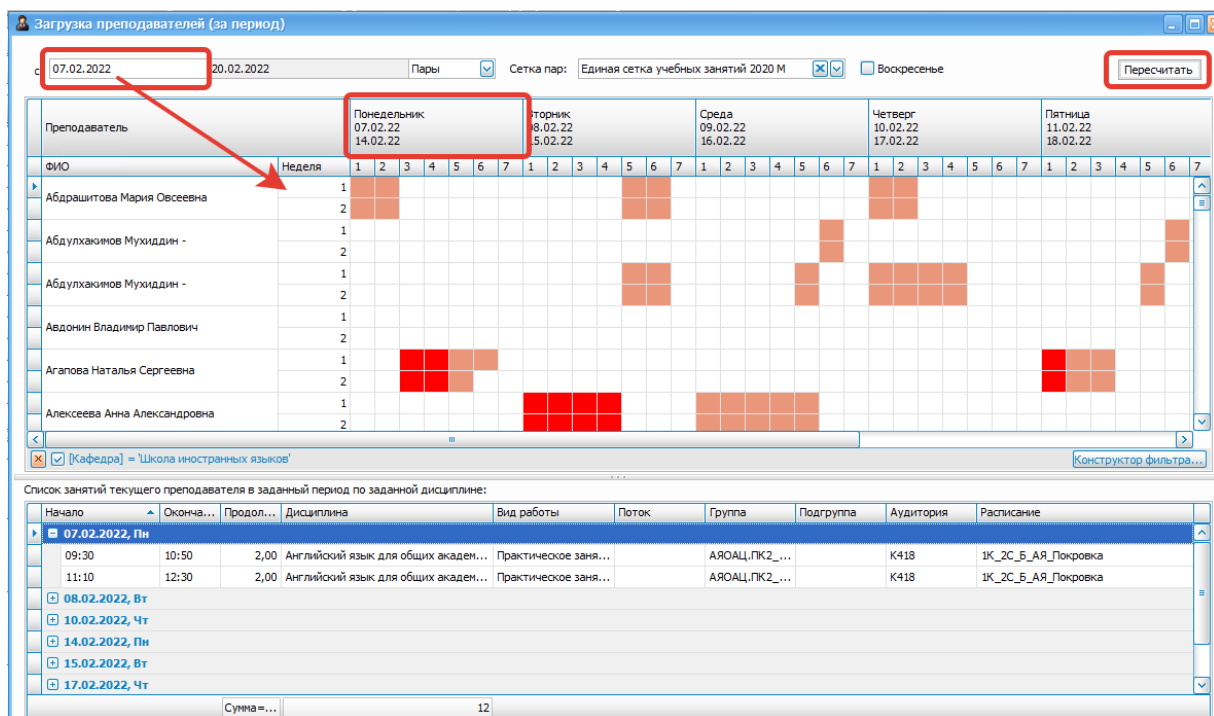 Загрузка преподавателей (за период)
с 07.02.2022 20.02.2022 Пары Сетка пар: Единая сетка учебных занятий 2020 М Воскресенье Пересчитать
Преподаватель Понедельник 07.02.22 14.02.22 Вторник 08.02.22 15.02.22 Среда 09.02.22 16.02.22 Четверг 10.02.22 17.02.22 Пятница 11.02.22 18.02.22
ФИО Неделя 1 2 3 4 5 6 7 1 2 3 4 5 6 7 1 2 3 4 5 6 7 1 2 3 4 5 6 7 1 2 3 4 5 6 7
Абдрашитова Мария Овсеевна 1
2
Абдулхакимов Мухиддин - 1
2
Абдулхакимов Мухиддин - 1
2
Авдонин Владимир Павлович 1
2
Агапова Наталья Сергеевна 1
2
Алексеева Анна Александровна 1
2
[Кафедра] = 'Школа иностранных языков' Конструктор фильтра...
Список занятий текущего преподавателя в заданный период по заданной дисциплине:
Начало Оконча... Продол... Дисциплина Вид работы Поток Группа Подгруппа Аудитория Расписание
07.02.2022, Пн
09:30 10:50 2,00 Английский язык для общих академ... Практическое заня... АЯОАЦ.ПК2_... К418 1К_2С_Б_АЯ_Покровка
11:10 12:30 2,00 Английский язык для общих академ... Практическое заня... АЯОАЦ.ПК2_... К418 1К_2С_Б_АЯ_Покровка
08.02.2022, Вт
10.02.2022, Чт
14.02.2022, Пн
15.02.2022, Вт
17.02.2022, Чт
Сумма=... 12